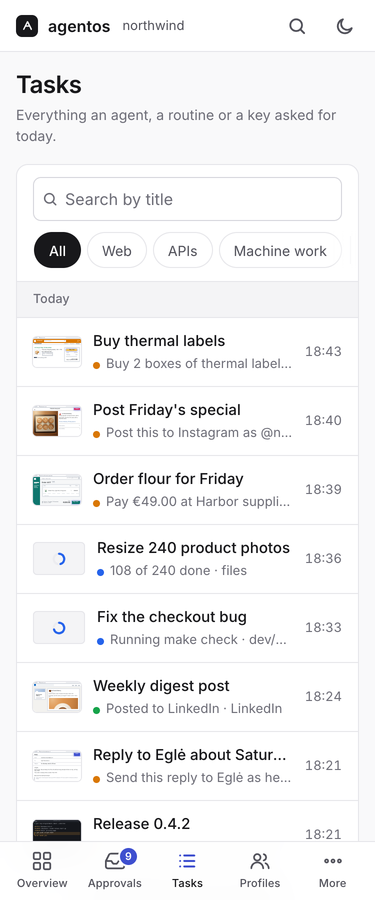 agentos northwind
Tasks
Everything an agent, a routine or a key asked for
today.
Search by title
All Web APIs Machine work
Today
Buy thermal labels
Buy 2 boxes of thermal label...
18:43
Post Friday's special
Post this to Instagram as @n...
18:40
Order flour for Friday
Pay €49.00 at Harbor suppli...
18:39
Resize 240 product photos
108 of 240 done · files
18:36
Fix the checkout bug
Running make check · dev/...
18:33
Weekly digest post
Posted to LinkedIn · LinkedIn
18:24
Reply to Eglė about Satur...
Send this reply to Eglė as he...
18:21
Release 0.4.2
18:21
9
Overview Approvals Tasks Profiles More